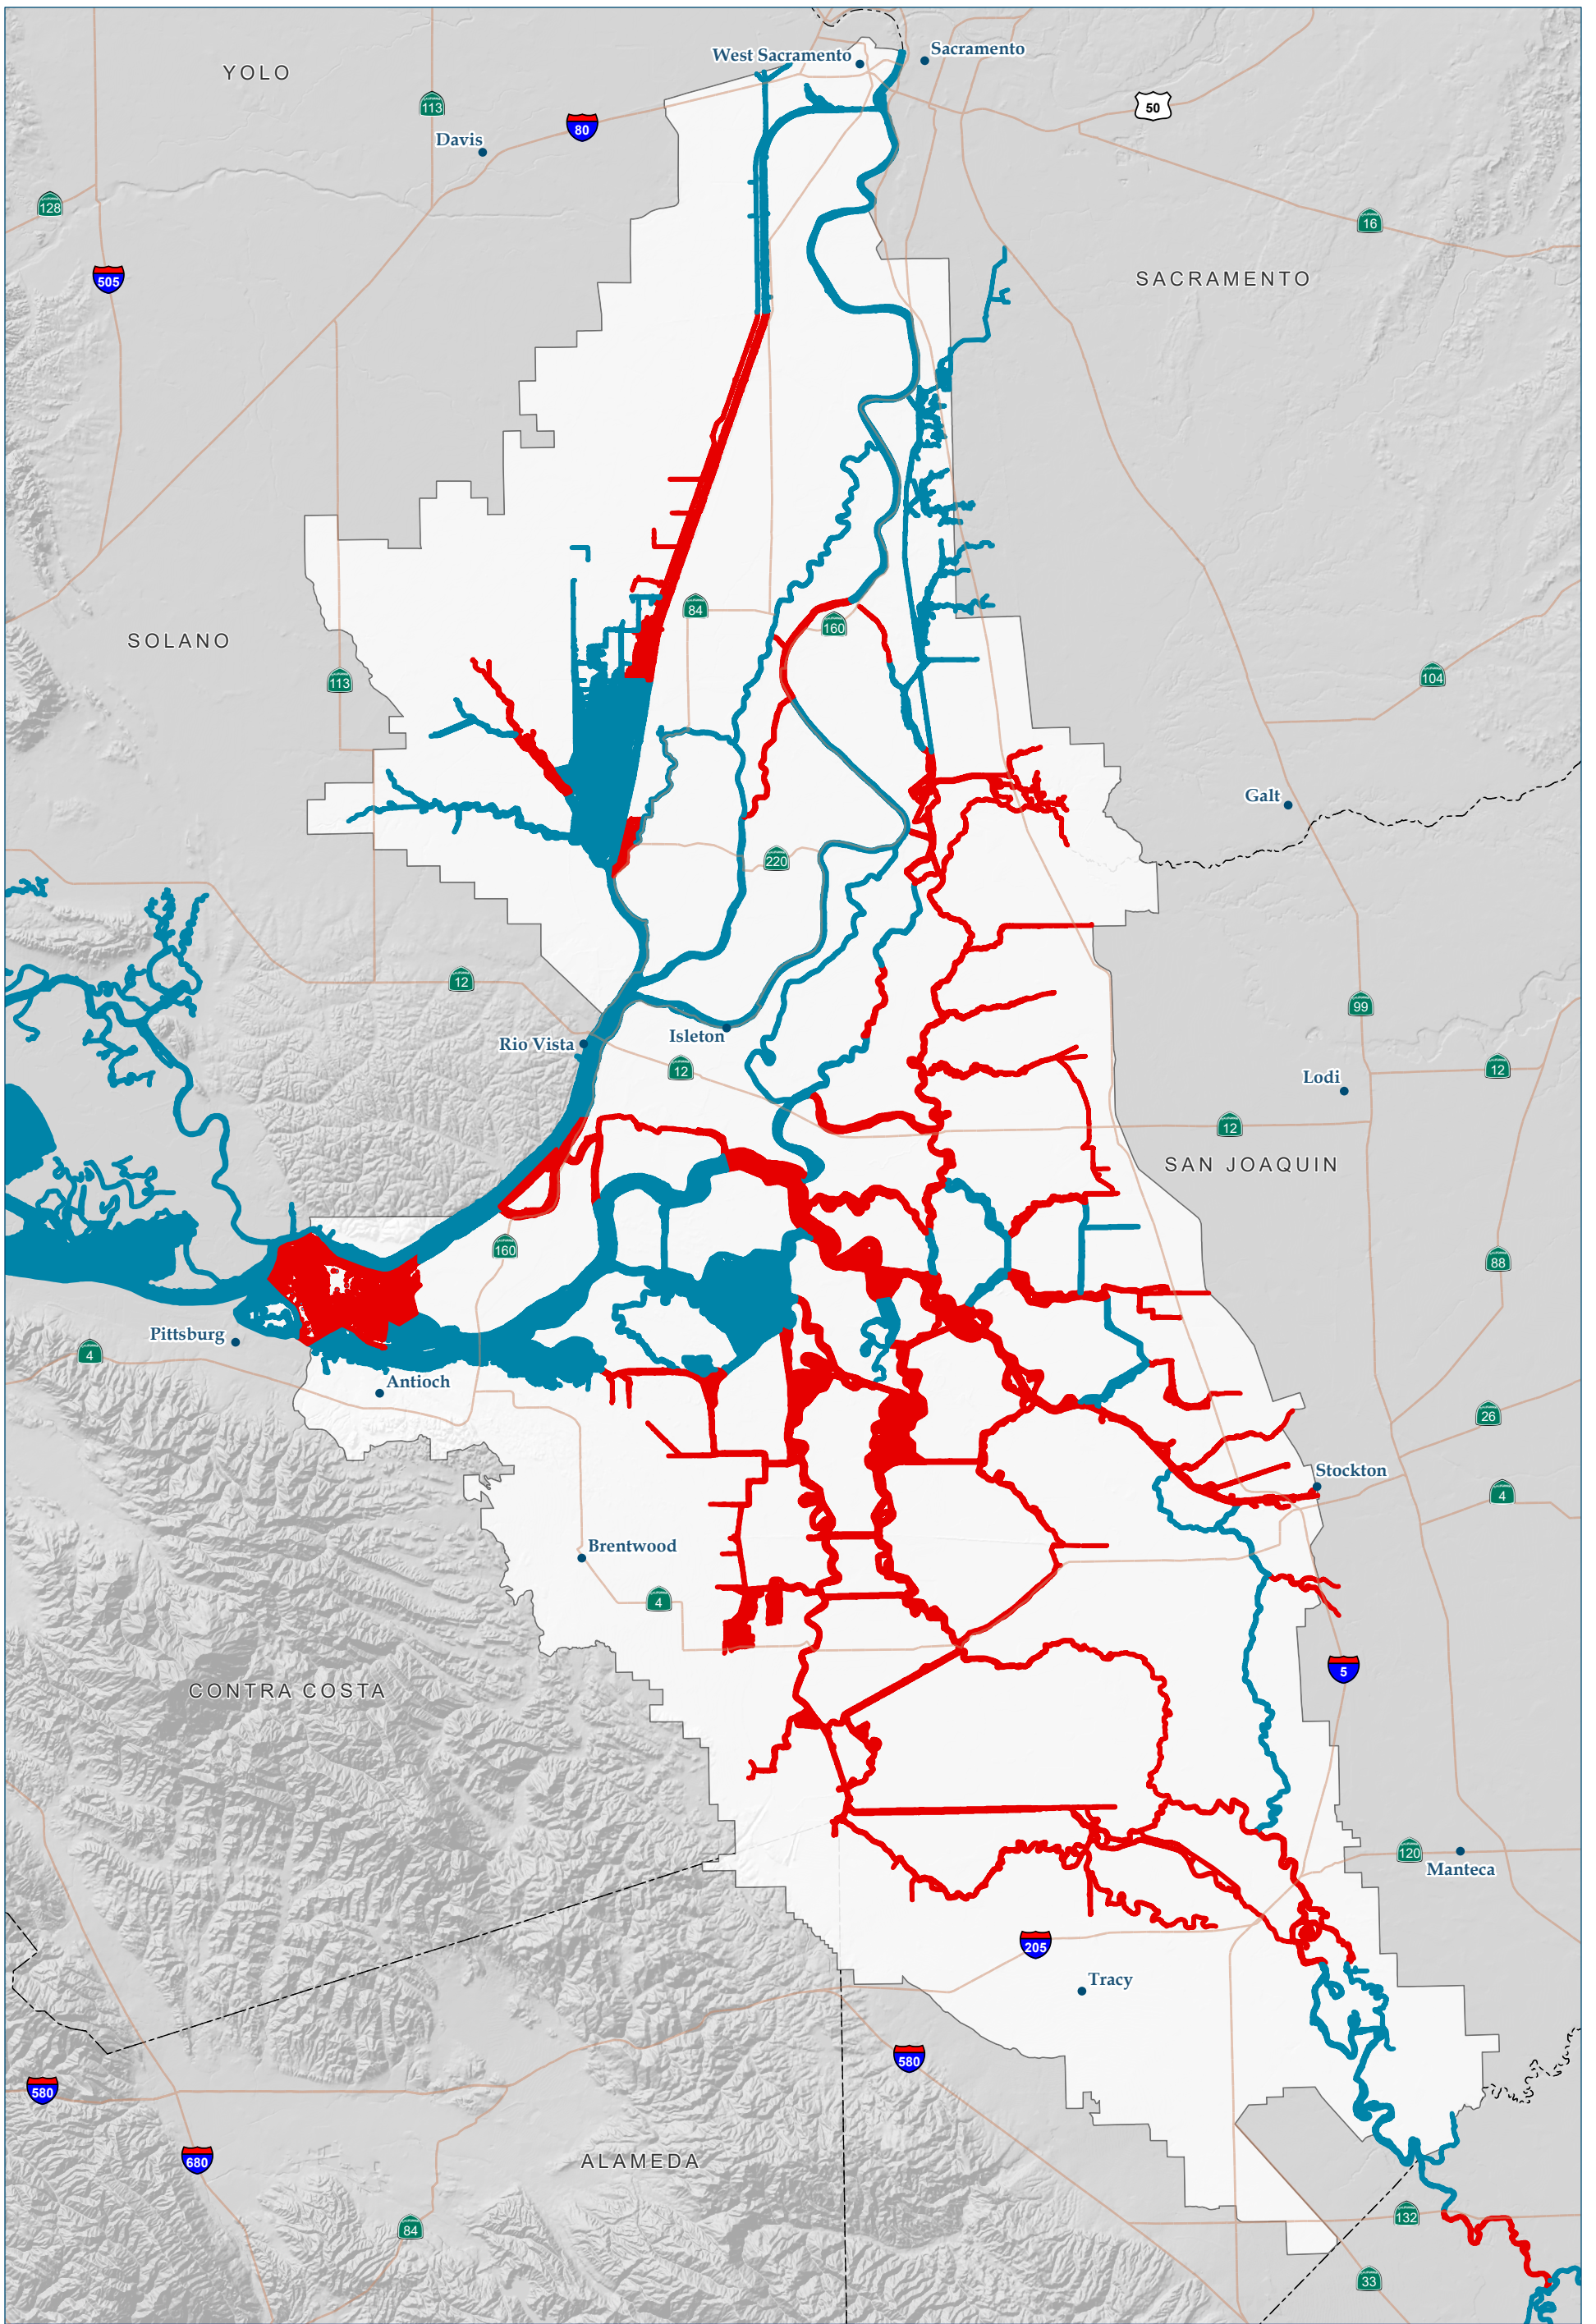 West Sacramento
Sacramento
YOLO
113
50
80
Davis
128
16
505
SACRAMENTO
84
160
SOLANO
113
104
Galt
220
12
99
Rio Vista
Isleton
12
12
Lodi
12
SAN JOAQUIN
160
88
Pittsburg
4
Antioch
26
Stockton
4
Brentwood
4
5
CONTRA COSTA
120
Manteca
205
Tracy
580
580
680
ALAMEDA
132
84
33